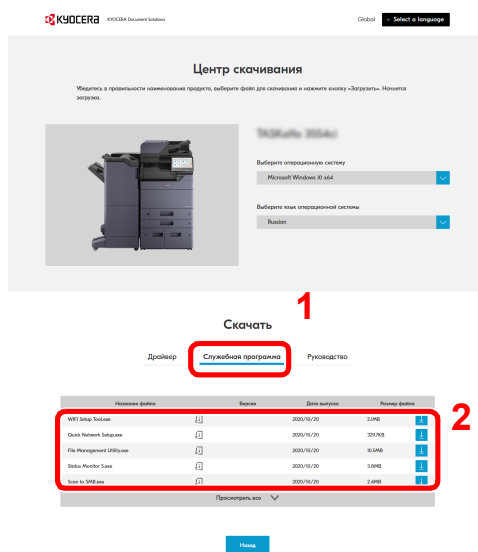 KYOCERA KYOCERA Document Solutions Global Select a language
Центр скачивания
Убедитесь в правильности наименования продукта, выберите файл для скачивания и нажмите кнопку «Загрузить». Начнется
загрузка.
Выберите операционную систему
Microsoft Windows 10 x64
Выберите язык операционной системы
Russian
1
Скачать
Драйвер Служебная программа Руководство
Название файла Версия Дата выпуска Размер файла
2
WIFI Setup Tool.exe 2020/10/20 2.1MB
Quick Network Setup.exe 2020/10/20 329.7KB
File Management Utility.exe 2020/10/20 10.5MB
Status Monitor 5.exe 2020/10/20 3.8MB
Scan to SMB.exe 2020/10/20 2.4MB
Просмотреть все
Назад